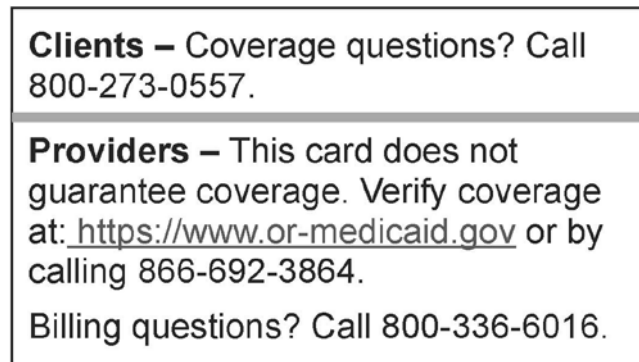 Clients – Coverage questions? Call
800-273-0557.
Providers – This card does not
guarantee coverage. Verify coverage
at: https://www.or-medicaid.gov or by
calling 866-692-3864.
Billing questions? Call 800-336-6016.